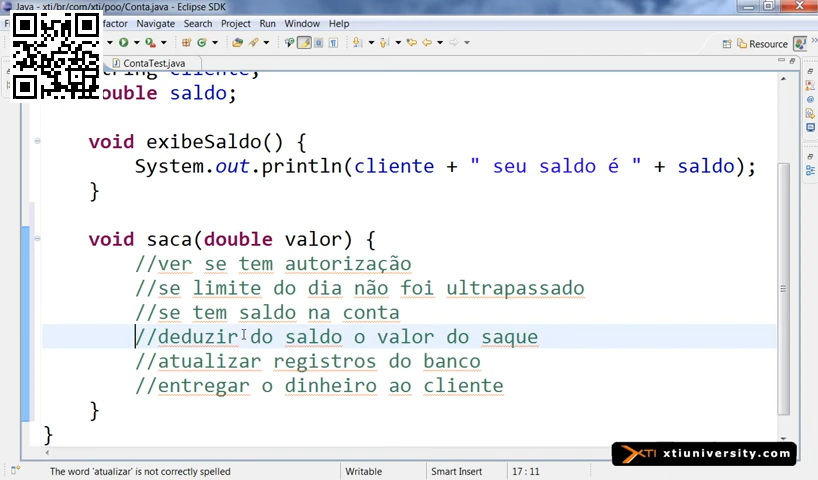 Java - xti/br/com/xti/poo/Conta.java - Eclipse SDK
Navigate Search Project Run Window Help
Resource
ContaTest.java
cliente;
double saldo;
void exibeSaldo() {
System.out.println(cliente + " seu saldo é " + saldo);
}
void saca(double valor) {
//ver se tem autorização
//se limite do dia não foi ultrapassado
//se tem saldo na conta
//deduzir do saldo o valor do saque
//atualizar registros do banco
//entregar o dinheiro ao cliente
}
}
XTI xtiuniversity.com
The word 'atualizar' is not correctly spelled Writable Smart Insert 17 : 11